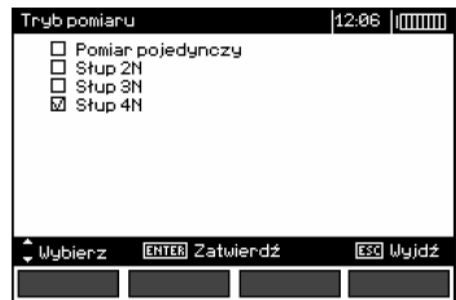 Tryb pomiaru 12:06
Pomiar pojedynczy
Słup 2N
Słup 3N
Słup 4N
Wybierz ENTER Zatwierdź ESC Wyjdź